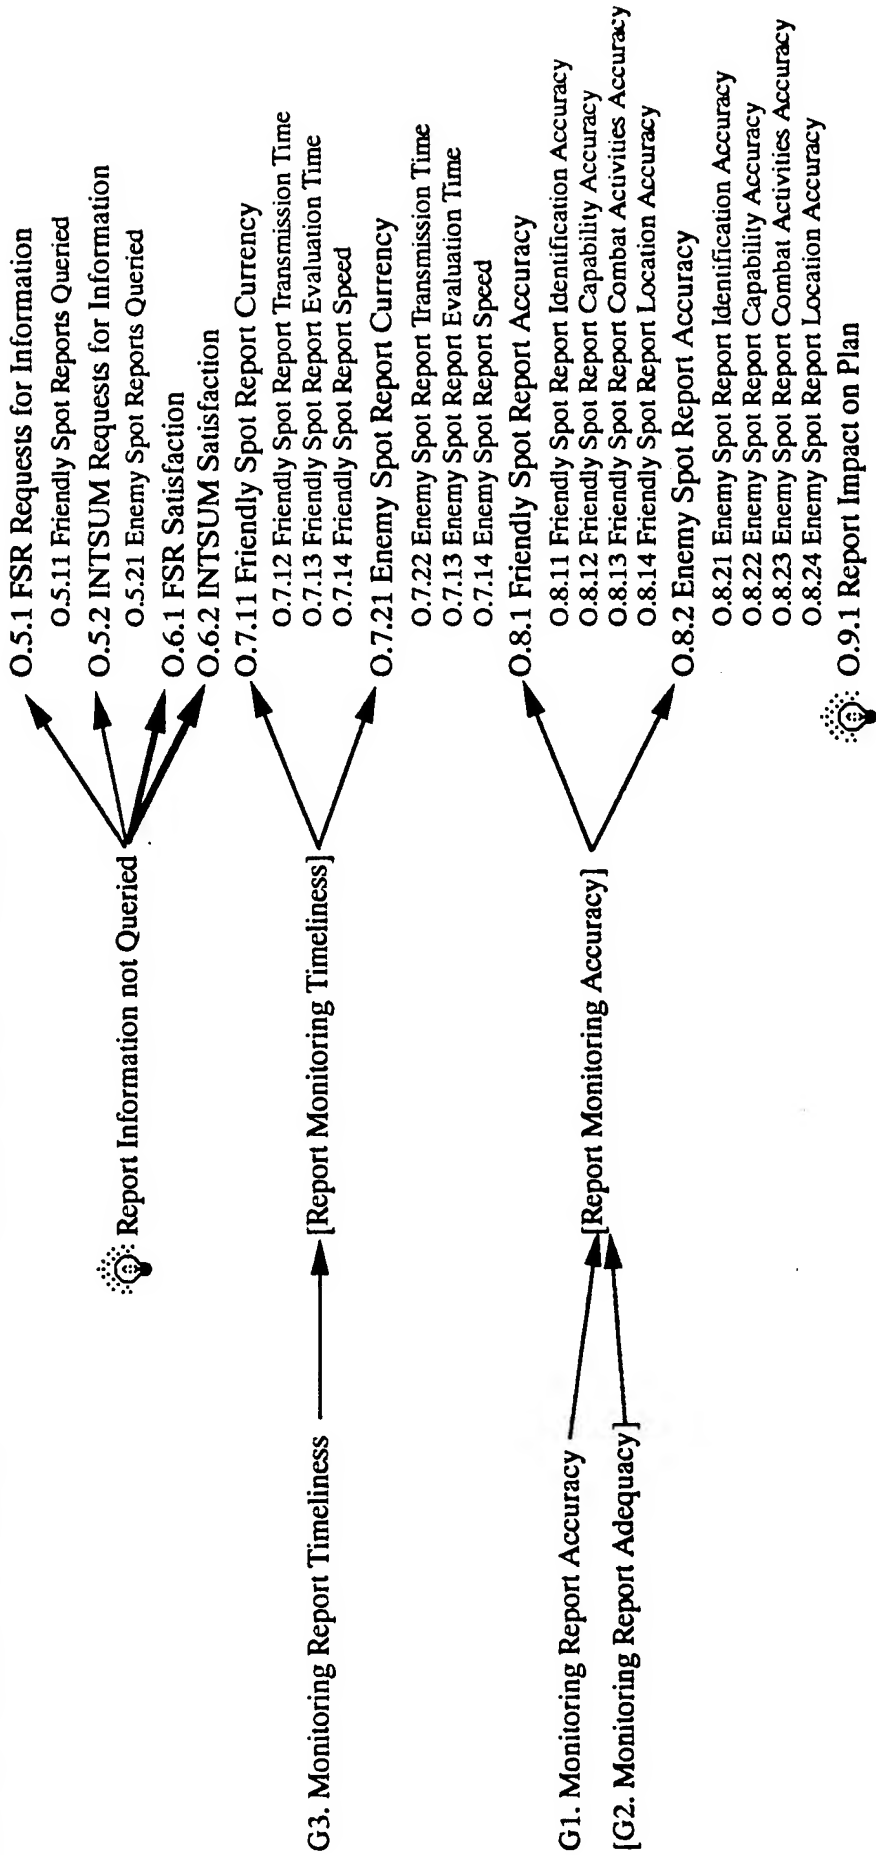 G3. Monitoring Report Timeliness
G1. Monitoring Report Accuracy
[G2. Monitoring Report Adequacy]
Report Information not Queried
[Report Monitoring Timeliness]
[Report Monitoring Accuracy]
O.5.1 FSR Requests for Information
O.5.11 Friendly Spot Reports Queried
O.5.2 INTSUM Requests for Information
O.5.21 Enemy Spot Reports Queried
O.6.1 FSR Satisfaction
O.6.2 INTSUM Satisfaction
O.7.11 Friendly Spot Report Currency
O.7.12 Friendly Spot Report Transmission Time
O.7.13 Friendly Spot Report Evaluation Time
O.7.14 Friendly Spot Report Speed
O.7.21 Enemy Spot Report Currency
O.7.22 Enemy Spot Report Transmission Time
O.7.13 Enemy Spot Report Evaluation Time
O.7.14 Enemy Spot Report Speed
O.8.1 Friendly Spot Report Accuracy
O.8.11 Friendly Spot Report Identification Accuracy
O.8.12 Friendly Spot Report Capability Accuracy
O.8.13 Friendly Spot Report Combat Activities Accuracy
O.8.14 Friendly Spot Report Location Accuracy
O.8.2 Enemy Spot Report Accuracy
O.8.21 Enemy Spot Report Identification Accuracy
O.8.22 Enemy Spot Report Capability Accuracy
O.8.23 Enemy Spot Report Combat Activities Accuracy
O.8.24 Enemy Spot Report Location Accuracy
O.9.1 Report Impact on Plan